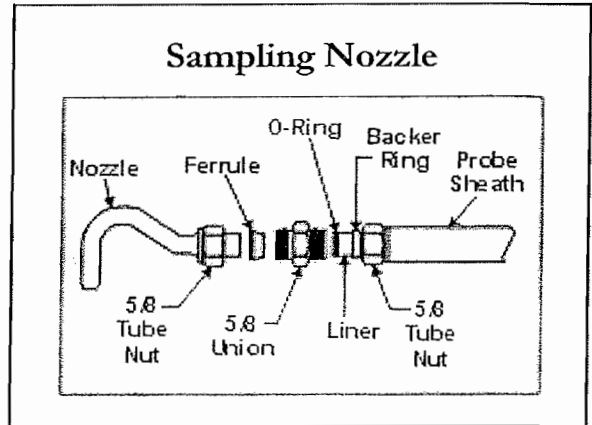 Sampling Nozzle
O-Ring
Backer
Ring
Probe
Sheath
Nozzle
Ferrule
5/8
Tube
Nut
5/8
Union
Liner
5/8
Tube
Nut